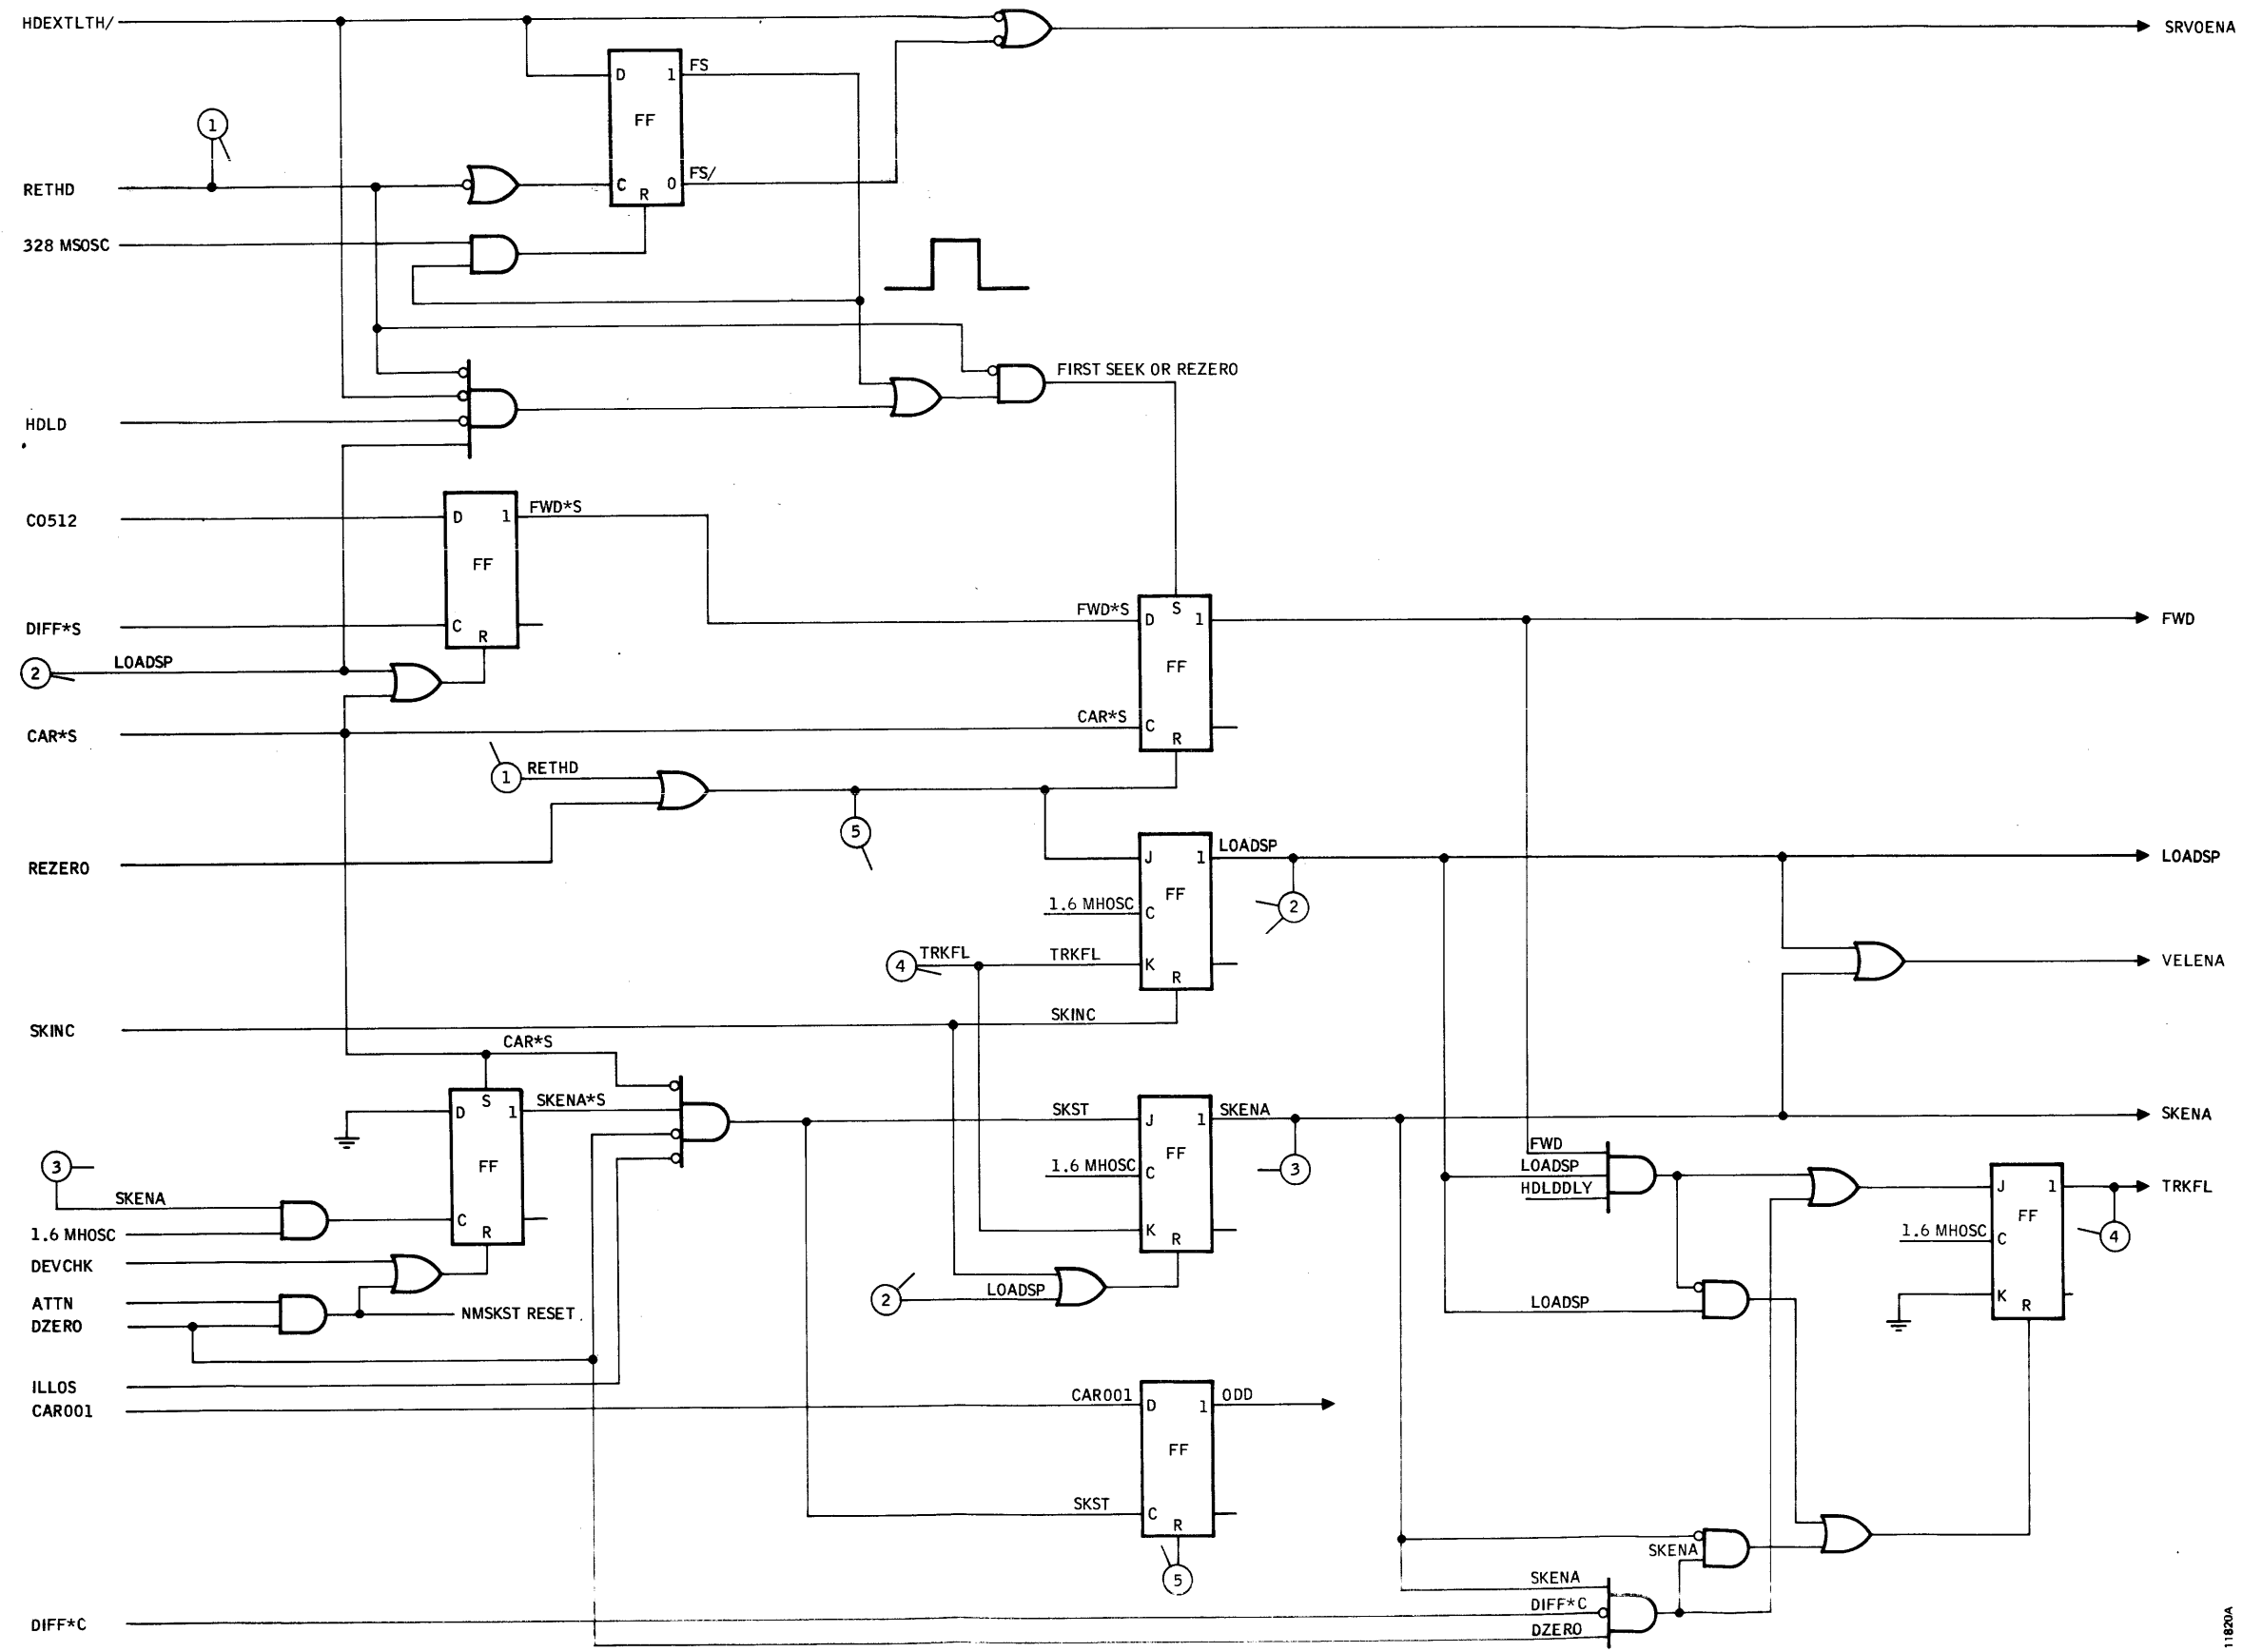 HDEXTLTH/
SRVOENA
D 1 FS
FF
1
RETHD
C 0 FS/
R
328 MSOSC
FIRST SEEK OR REZERO
HDLD
CO512
D 1 FWD*S
FF
DIFF*S
C
R
2 LOADSP
FWD*S D S 1
FWD
FF
CAR*S
CAR*S C
R
1 RETHD
5
REZERO
J 1 LOADSP
LOADSP
FF
1.6 MHOSC C
2
4 TRKFL
TRKFL K
R
VELENA
SKINC
SKINC
CAR*S
S
D 1 SKENA*S
FF
C
R
3
SKENA
1.6 MHOSC
DEVCHK
ATTN
DZERO
NMSKST RESET
SKST J 1 SKENA
SKENA
FF
1.6 MHOSC C
3
K
R
2 LOADSP
FWD
LOADSP
HDLDDLY
J 1
TRKFL
FF
1.6 MHOSC C
4
K
R
LOADSP
ILLOS
CAR001
CAR001 D 1 ODD
FF
SKST C
R
5
SKENA
SKENA
DIFF*C
DIFF*C
DZERO
11820A